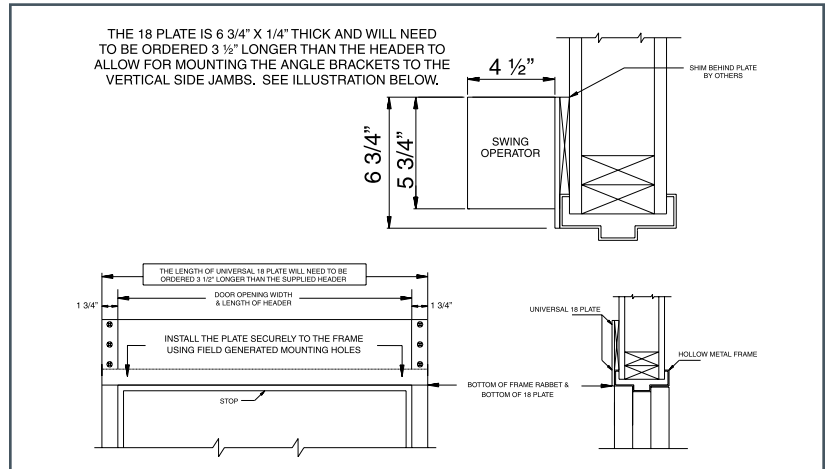 THE 18 PLATE IS 6 3/4" X 1/4" THICK AND WILL NEED
TO BE ORDERED 3 ½" LONGER THAN THE HEADER TO
ALLOW FOR MOUNTING THE ANGLE BRACKETS TO THE
VERTICAL SIDE JAMBS. SEE ILLUSTRATION BELOW.
4 ½"
SHIM BEHIND PLATE
BY OTHERS
6 3/4"
5 3/4"
SWING
OPERATOR
THE LENGTH OF UNIVERSAL 18 PLATE WILL NEED TO BE
ORDERED 3 1/2" LONGER THAN THE SUPPLIED HEADER
1 3/4"
DOOR OPENING WIDTH
& LENGTH OF HEADER
1 3/4"
INSTALL THE PLATE SECURELY TO THE FRAME
USING FIELD GENERATED MOUNTING HOLES
STOP
UNIVERSAL 18 PLATE
HOLLOW METAL FRAME
BOTTOM OF FRAME RABBET &
BOTTOM OF 18 PLATE